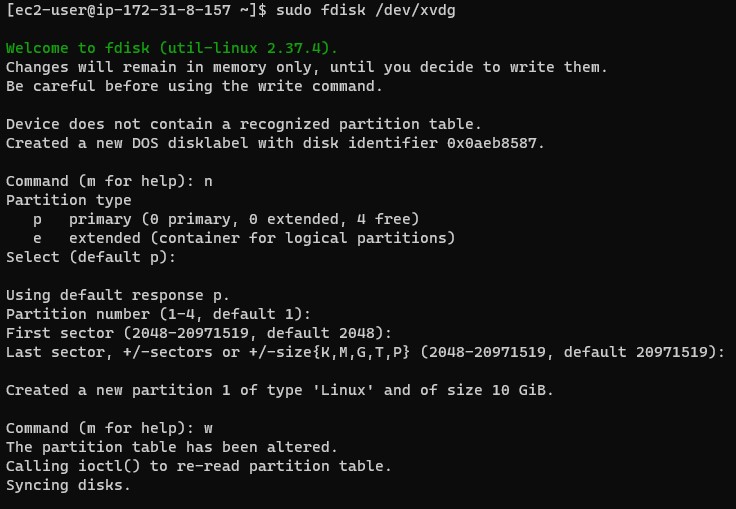 [ec2-user@ip-172-31-8-157 ~]$ sudo fdisk /dev/xvdg

Welcome to fdisk (util-linux 2.37.4).
Changes will remain in memory only, until you decide to write them.
Be careful before using the write command.

Device does not contain a recognized partition table.
Created a new DOS disklabel with disk identifier 0x0aeb8587.

Command (m for help): n
Partition type
   p   primary (0 primary, 0 extended, 4 free)
   e   extended (container for logical partitions)
Select (default p):

Using default response p.
Partition number (1-4, default 1):
First sector (2048-20971519, default 2048):
Last sector, +/-sectors or +/-size{K,M,G,T,P} (2048-20971519, default 20971519):

Created a new partition 1 of type 'Linux' and of size 10 GiB.

Command (m for help): w
The partition table has been altered.
Calling ioctl() to re-read partition table.
Syncing disks.